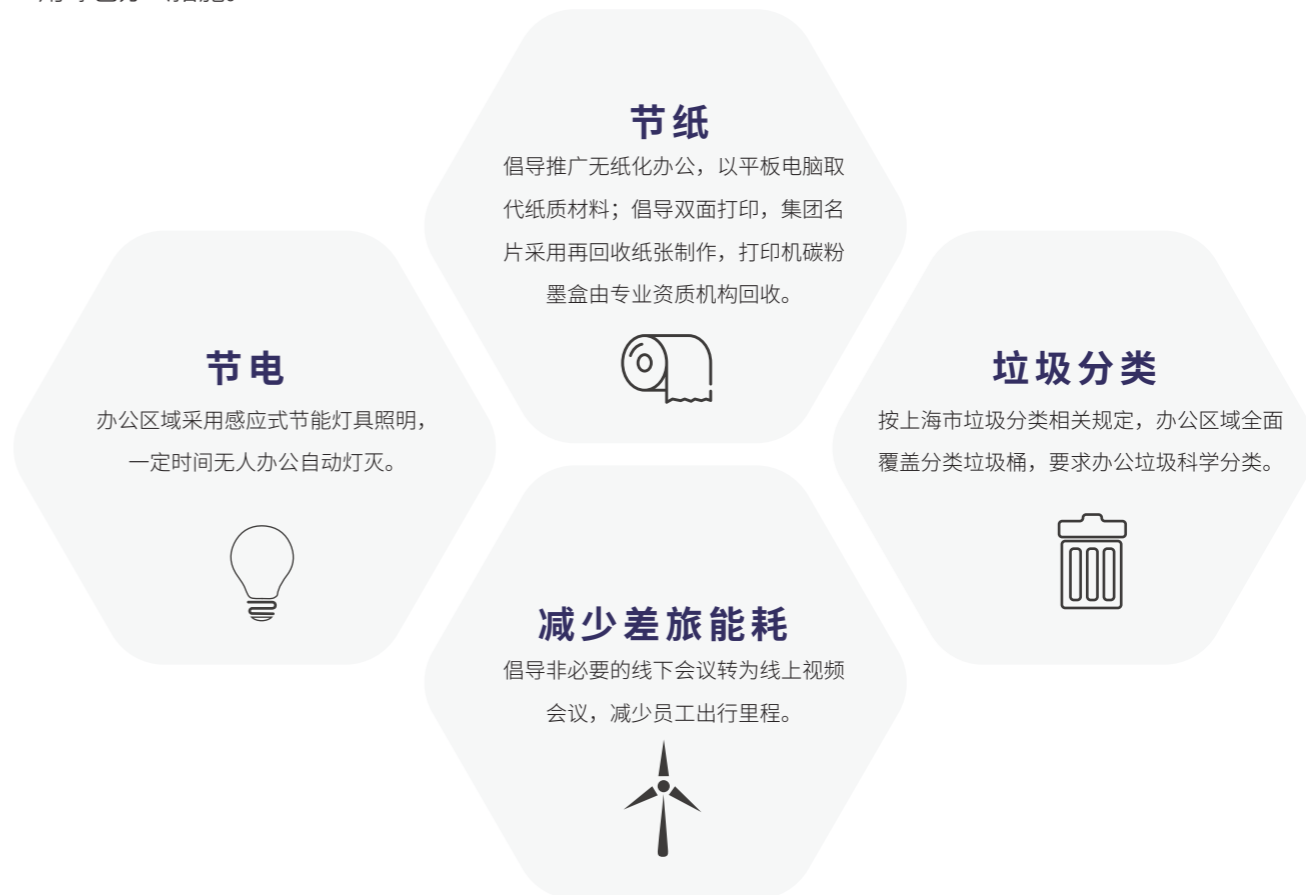 节纸
倡导推广无纸化办公，以平板电脑取
代纸质材料；倡导双面打印，集团名
片采用再回收纸张制作，打印机碳粉
墨盒由专业资质机构回收。
节电
办公区域采用感应式节能灯具照明，
一定时间无人办公自动灯灭。
垃圾分类
按上海市垃圾分类相关规定，办公区域全面
覆盖分类垃圾桶，要求办公垃圾科学分类。
减少差旅能耗
倡导非必要的线下会议转为线上视频
会议，减少员工出行里程。